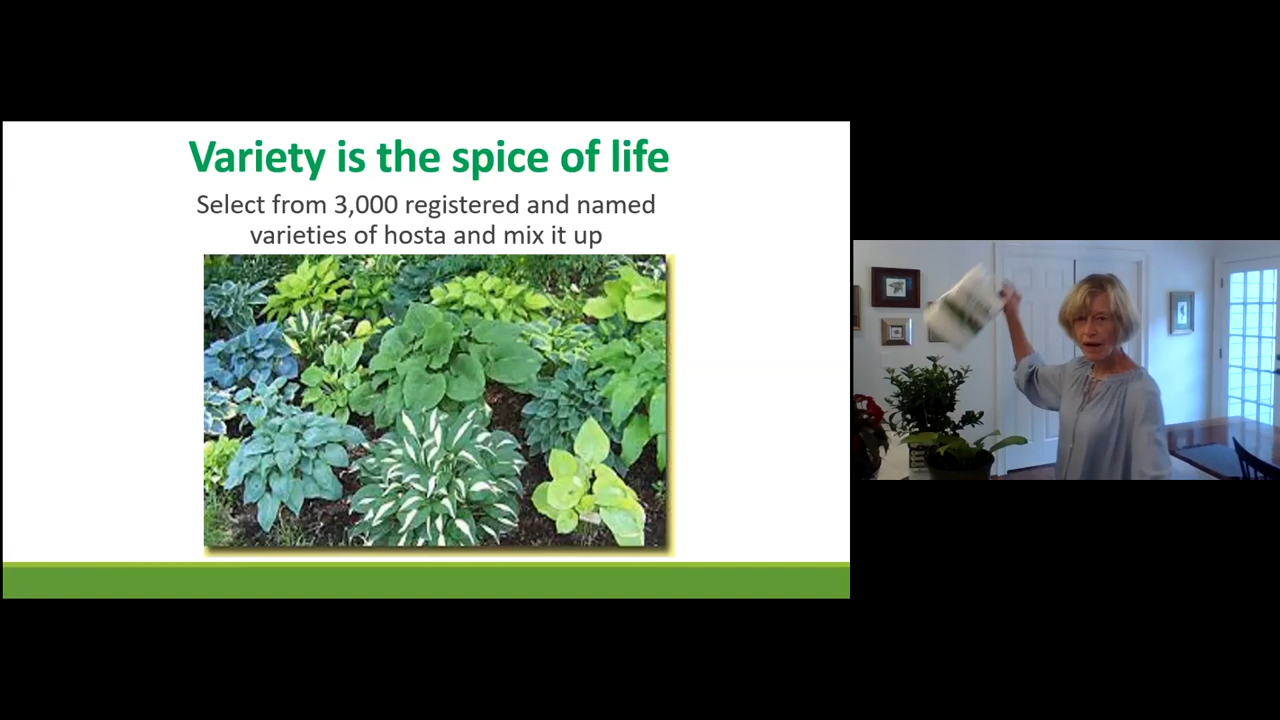 Variety is the spice of life
Select from 3,000 registered and named
varieties of hosta and mix it up